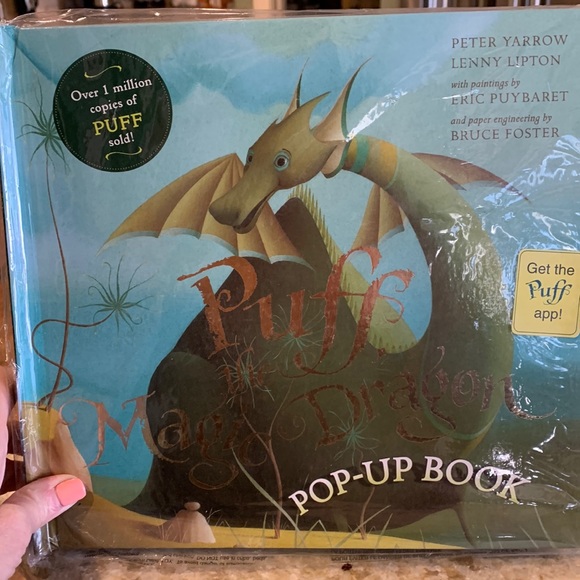 Over 1 million
copies of
PUFF
sold!
PETER YARROW
LENNY LIPTON
with paintings by
ERIC PUYBARET
and paper engineering by
BRUCE FOSTER
Get the
Puff
app!
Puff
the
Magic Dragon
POP-UP BOOK